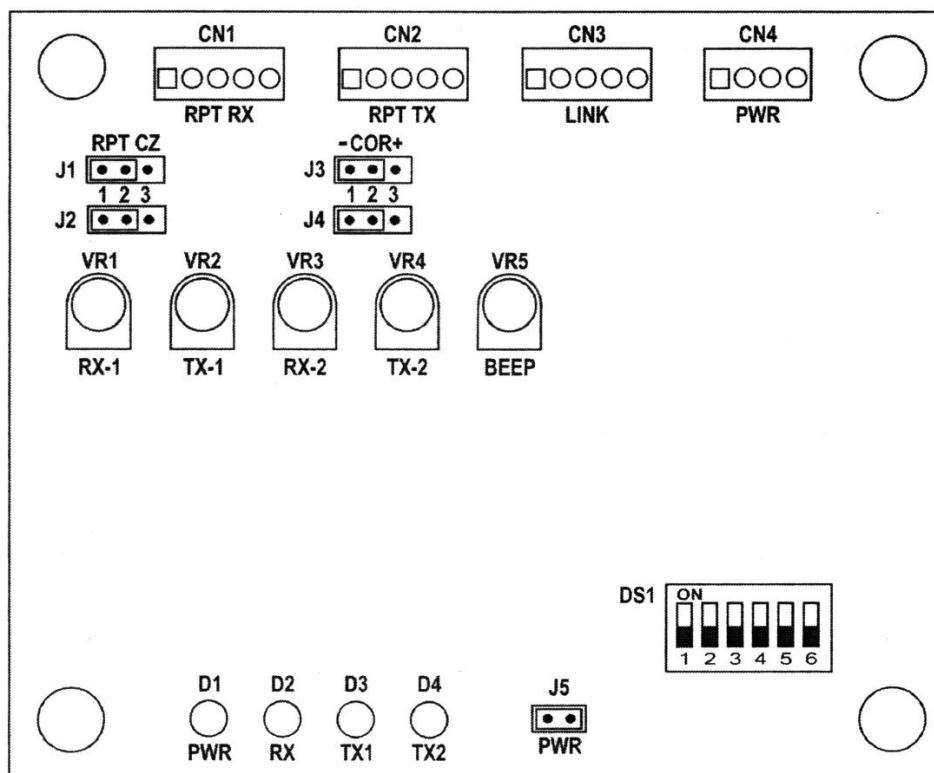 CN1 CN2 CN3 CN4
RPT RX RPT TX LINK PWR
RPT CZ -COR+
J1 J3
1 2 3 1 2 3
J2 J4
VR1 VR2 VR3 VR4 VR5
RX-1 TX-1 RX-2 TX-2 BEEP
DS1 ON
1 2 3 4 5 6
D1 D2 D3 D4 J5
PWR RX TX1 TX2 PWR